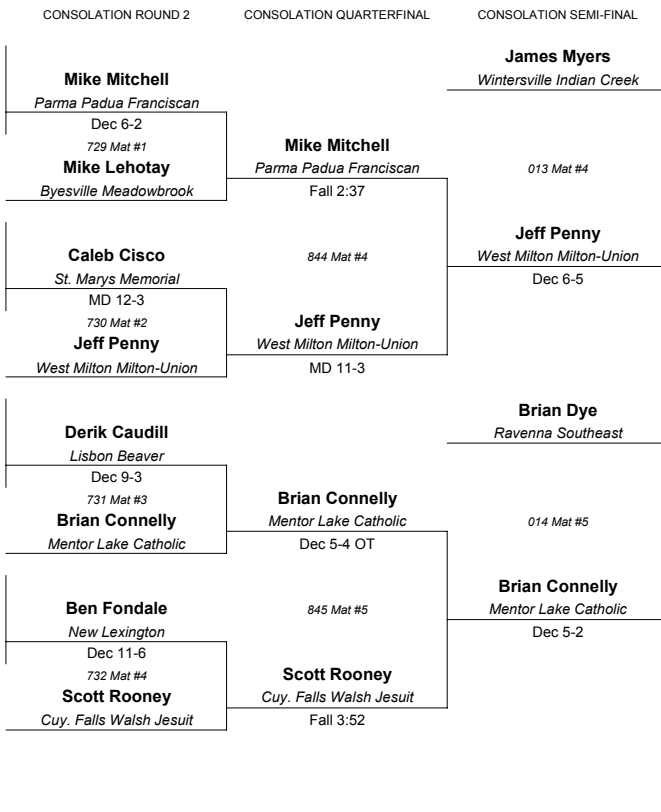 CONSOLATION ROUND 2
CONSOLATION QUARTERFINAL
CONSOLATION SEMI-FINAL
Mike Mitchell
Parma Padua Franciscan
Dec 6-2
729 Mat #1
Mike Lehotay
Byesville Meadowbrook
Caleb Cisco
St. Marys Memorial
MD 12-3
730 Mat #2
Jeff Penny
West Milton Milton-Union
Derik Caudill
Lisbon Beaver
Dec 9-3
731 Mat #3
Brian Connelly
Mentor Lake Catholic
Ben Fondale
New Lexington
Dec 11-6
732 Mat #4
Scott Rooney
Cuy. Falls Walsh Jesuit
Mike Mitchell
Parma Padua Franciscan
Fall 2:37
844 Mat #4
Jeff Penny
West Milton Milton-Union
MD 11-3
Brian Connelly
Mentor Lake Catholic
Dec 5-4 OT
845 Mat #5
Scott Rooney
Cuy. Falls Walsh Jesuit
Fall 3:52
James Myers
Wintersville Indian Creek
013 Mat #4
Jeff Penny
West Milton Milton-Union
Dec 6-5
Brian Dye
Ravenna Southeast
014 Mat #5
Brian Connelly
Mentor Lake Catholic
Dec 5-2